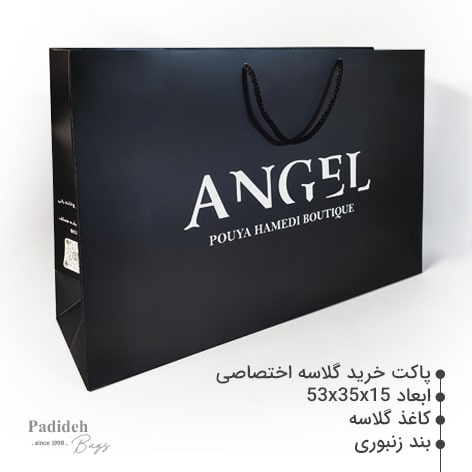 ANGEL
POUYA HAMEDI BOUTIQUE
پاکت خرید گلاسه اختصاصی
ابعاد 53x35x15
کاغذ گلاسه
بند زنبوری
Padideh
. since 1998 .
Bags